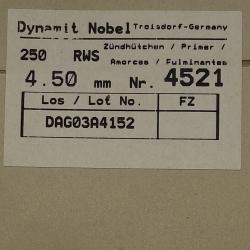 Dynamit Nobel Troisdorf-Germany
250 RWS Zündhütchen / Primer /
Amorces / Fulminantes
4.50 mm Nr. 4521
Los / Lot No. FZ
DAG03A4152